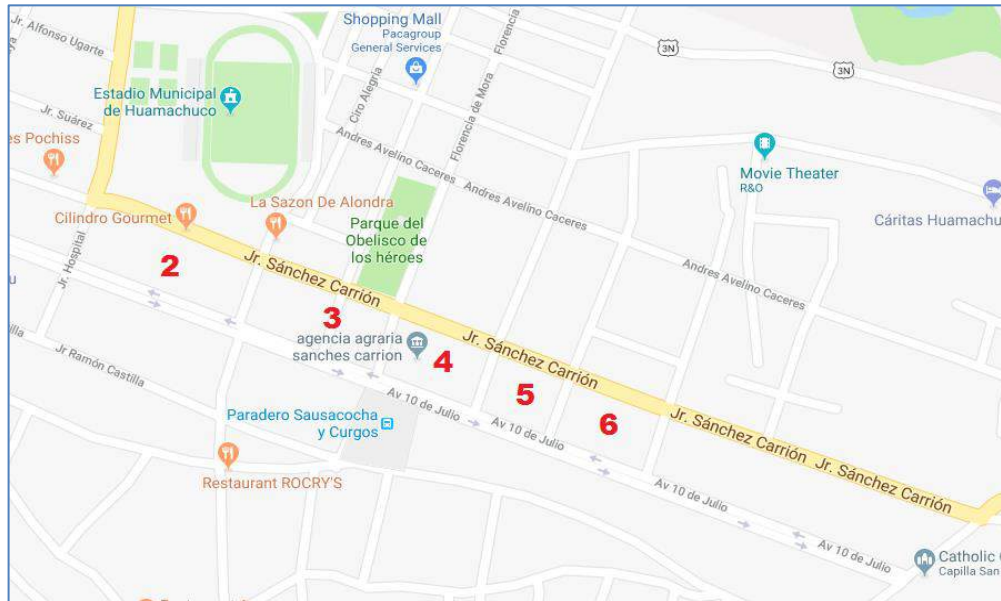 Jr. Alfonso Ugarte
Shopping Mall
Pacagroup
General Services
Florencia de Mora
Florencia
3N
3N
Estadio Municipal
de Huamachuco
Ciro Alegria
Jr. Suárez
es Pochiss
Andres Avelino Caceres
Andres Avelino Caceres
Movie Theater
R&O
Cilindro Gourmet
La Sazon De Alondra
Parque del
Obelisco de
los héroes
Cáritas Huamachu
Jr. Hospital
2
Jr. Sánchez Carrión
Andres Avelino Caceres
3
agencia agraria
sanches carrion
4
Jr. Sánchez Carrión
Jr Ramón Castilla
illa
5
Av 10 de Julio
6
Paradero Sausacocha
y Curgos
Av 10 de Julio
Jr. Sánchez Carrión
Jr. Sánchez Carrión
Restaurant ROCRY'S
Av 10 de Julio
Av 10 de Julio
Catholic
Capilla San